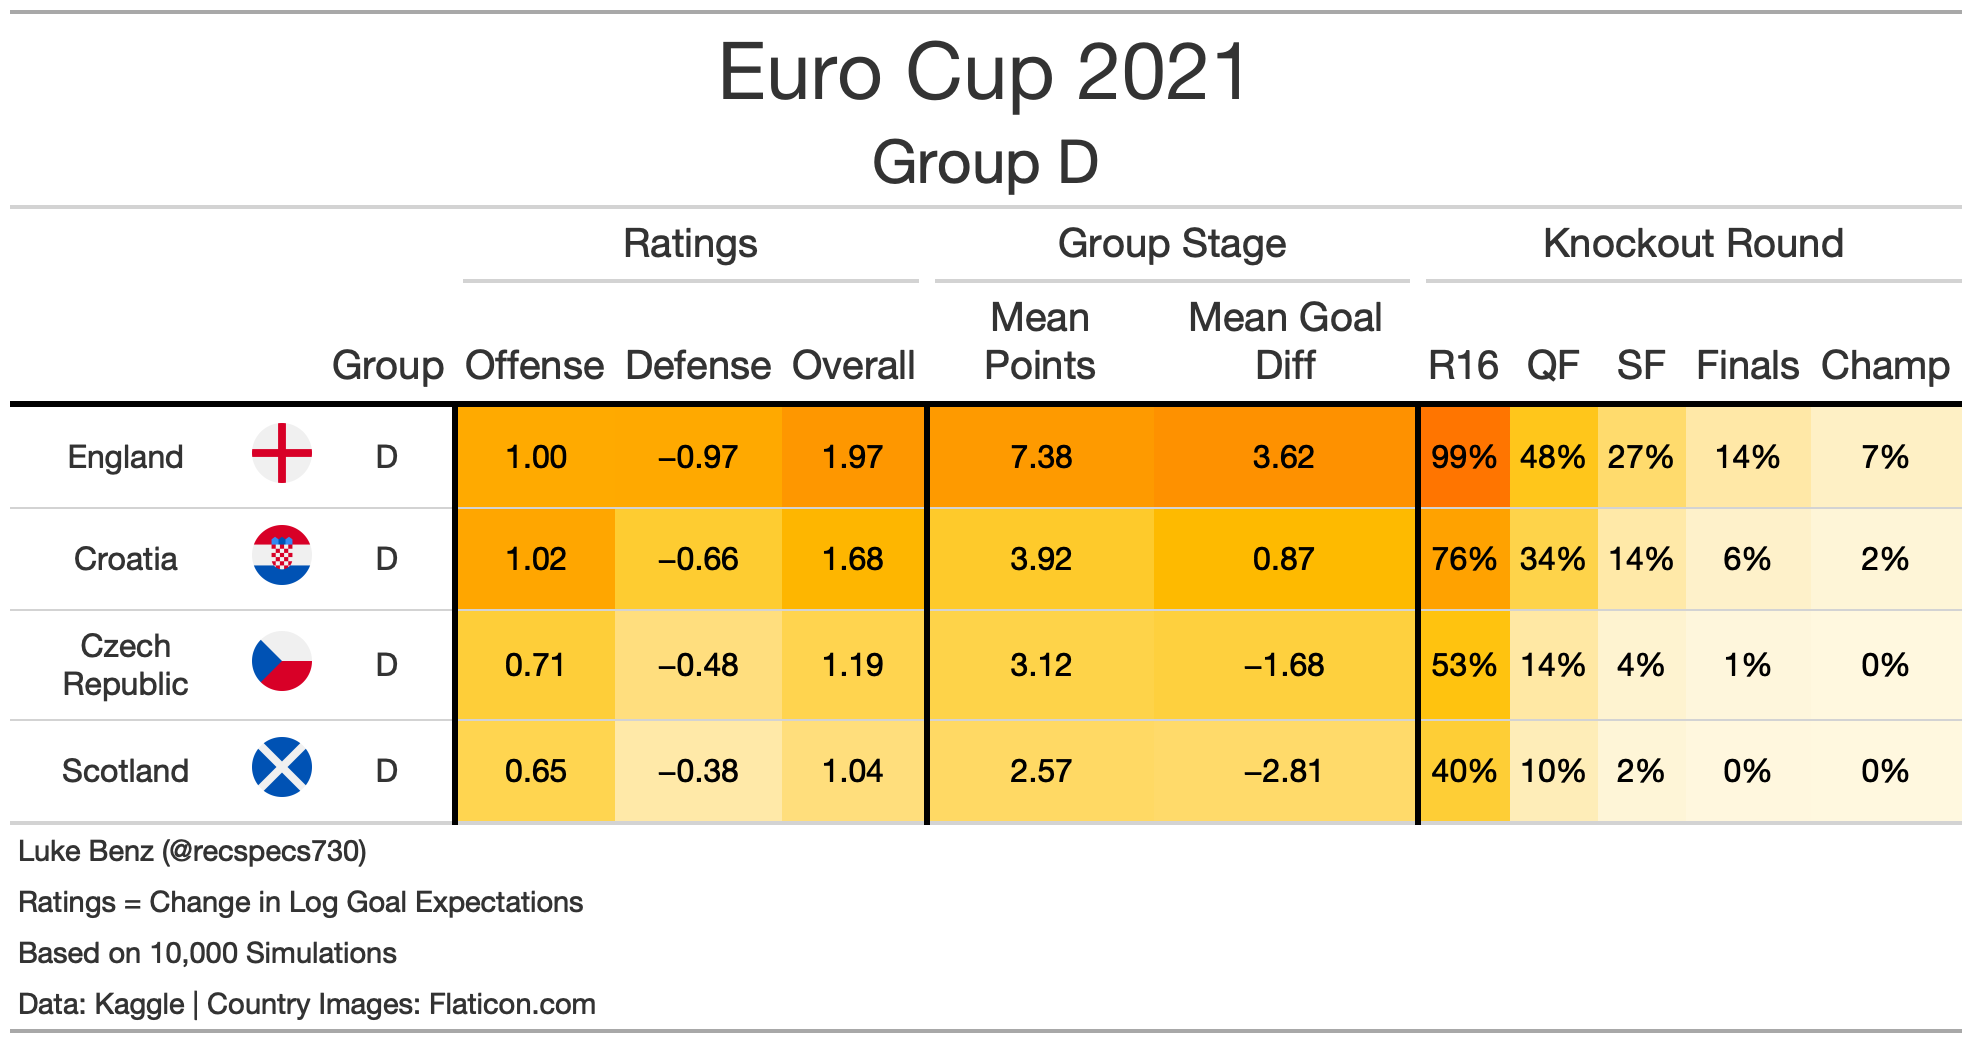 Euro Cup 2021
Group D
Ratings Group Stage Knockout Round
Group Offense Defense Overall Mean Points Mean Goal Diff R16 QF SF Finals Champ
England D 1.00 −0.97 1.97 7.38 3.62 99% 48% 27% 14% 7%
Croatia D 1.02 −0.66 1.68 3.92 0.87 76% 34% 14% 6% 2%
Czech Republic D 0.71 −0.48 1.19 3.12 −1.68 53% 14% 4% 1% 0%
Scotland D 0.65 −0.38 1.04 2.57 −2.81 40% 10% 2% 0% 0%
Luke Benz (@recspecs730)
Ratings = Change in Log Goal Expectations
Based on 10,000 Simulations
Data: Kaggle | Country Images: Flaticon.com